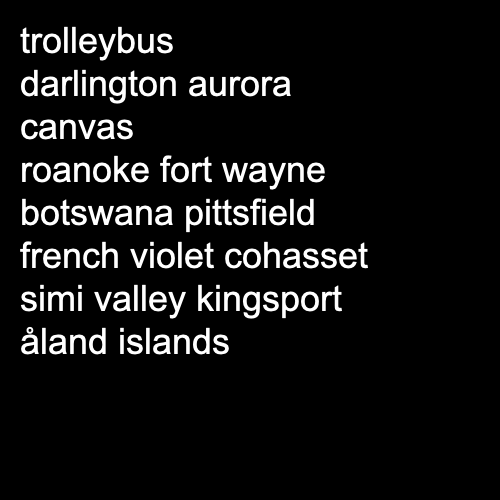 trolleybus
darlington aurora
canvas
roanoke fort wayne
botswana pittsfield
french violet cohasset
simi valley kingsport
åland islands